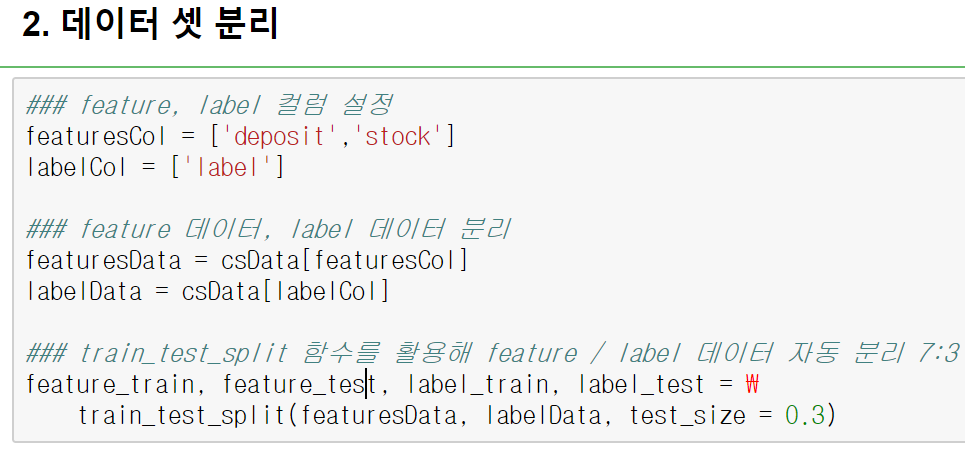 2. 데이터 셋 분리
### feature, label 컬럼 설정
featuresCol = ['deposit','stock']
labelCol = ['label']
### feature 데이터, label 데이터 분리
featuresData = csData[featuresCol]
labelData = csData[labelCol]
### train_test_split 함수를 활용해 feature / label 데이터 자동 분리 7:3
feature_train, feature_test, label_train, label_test = ₩
train_test_split(featuresData, labelData, test_size = 0.3)